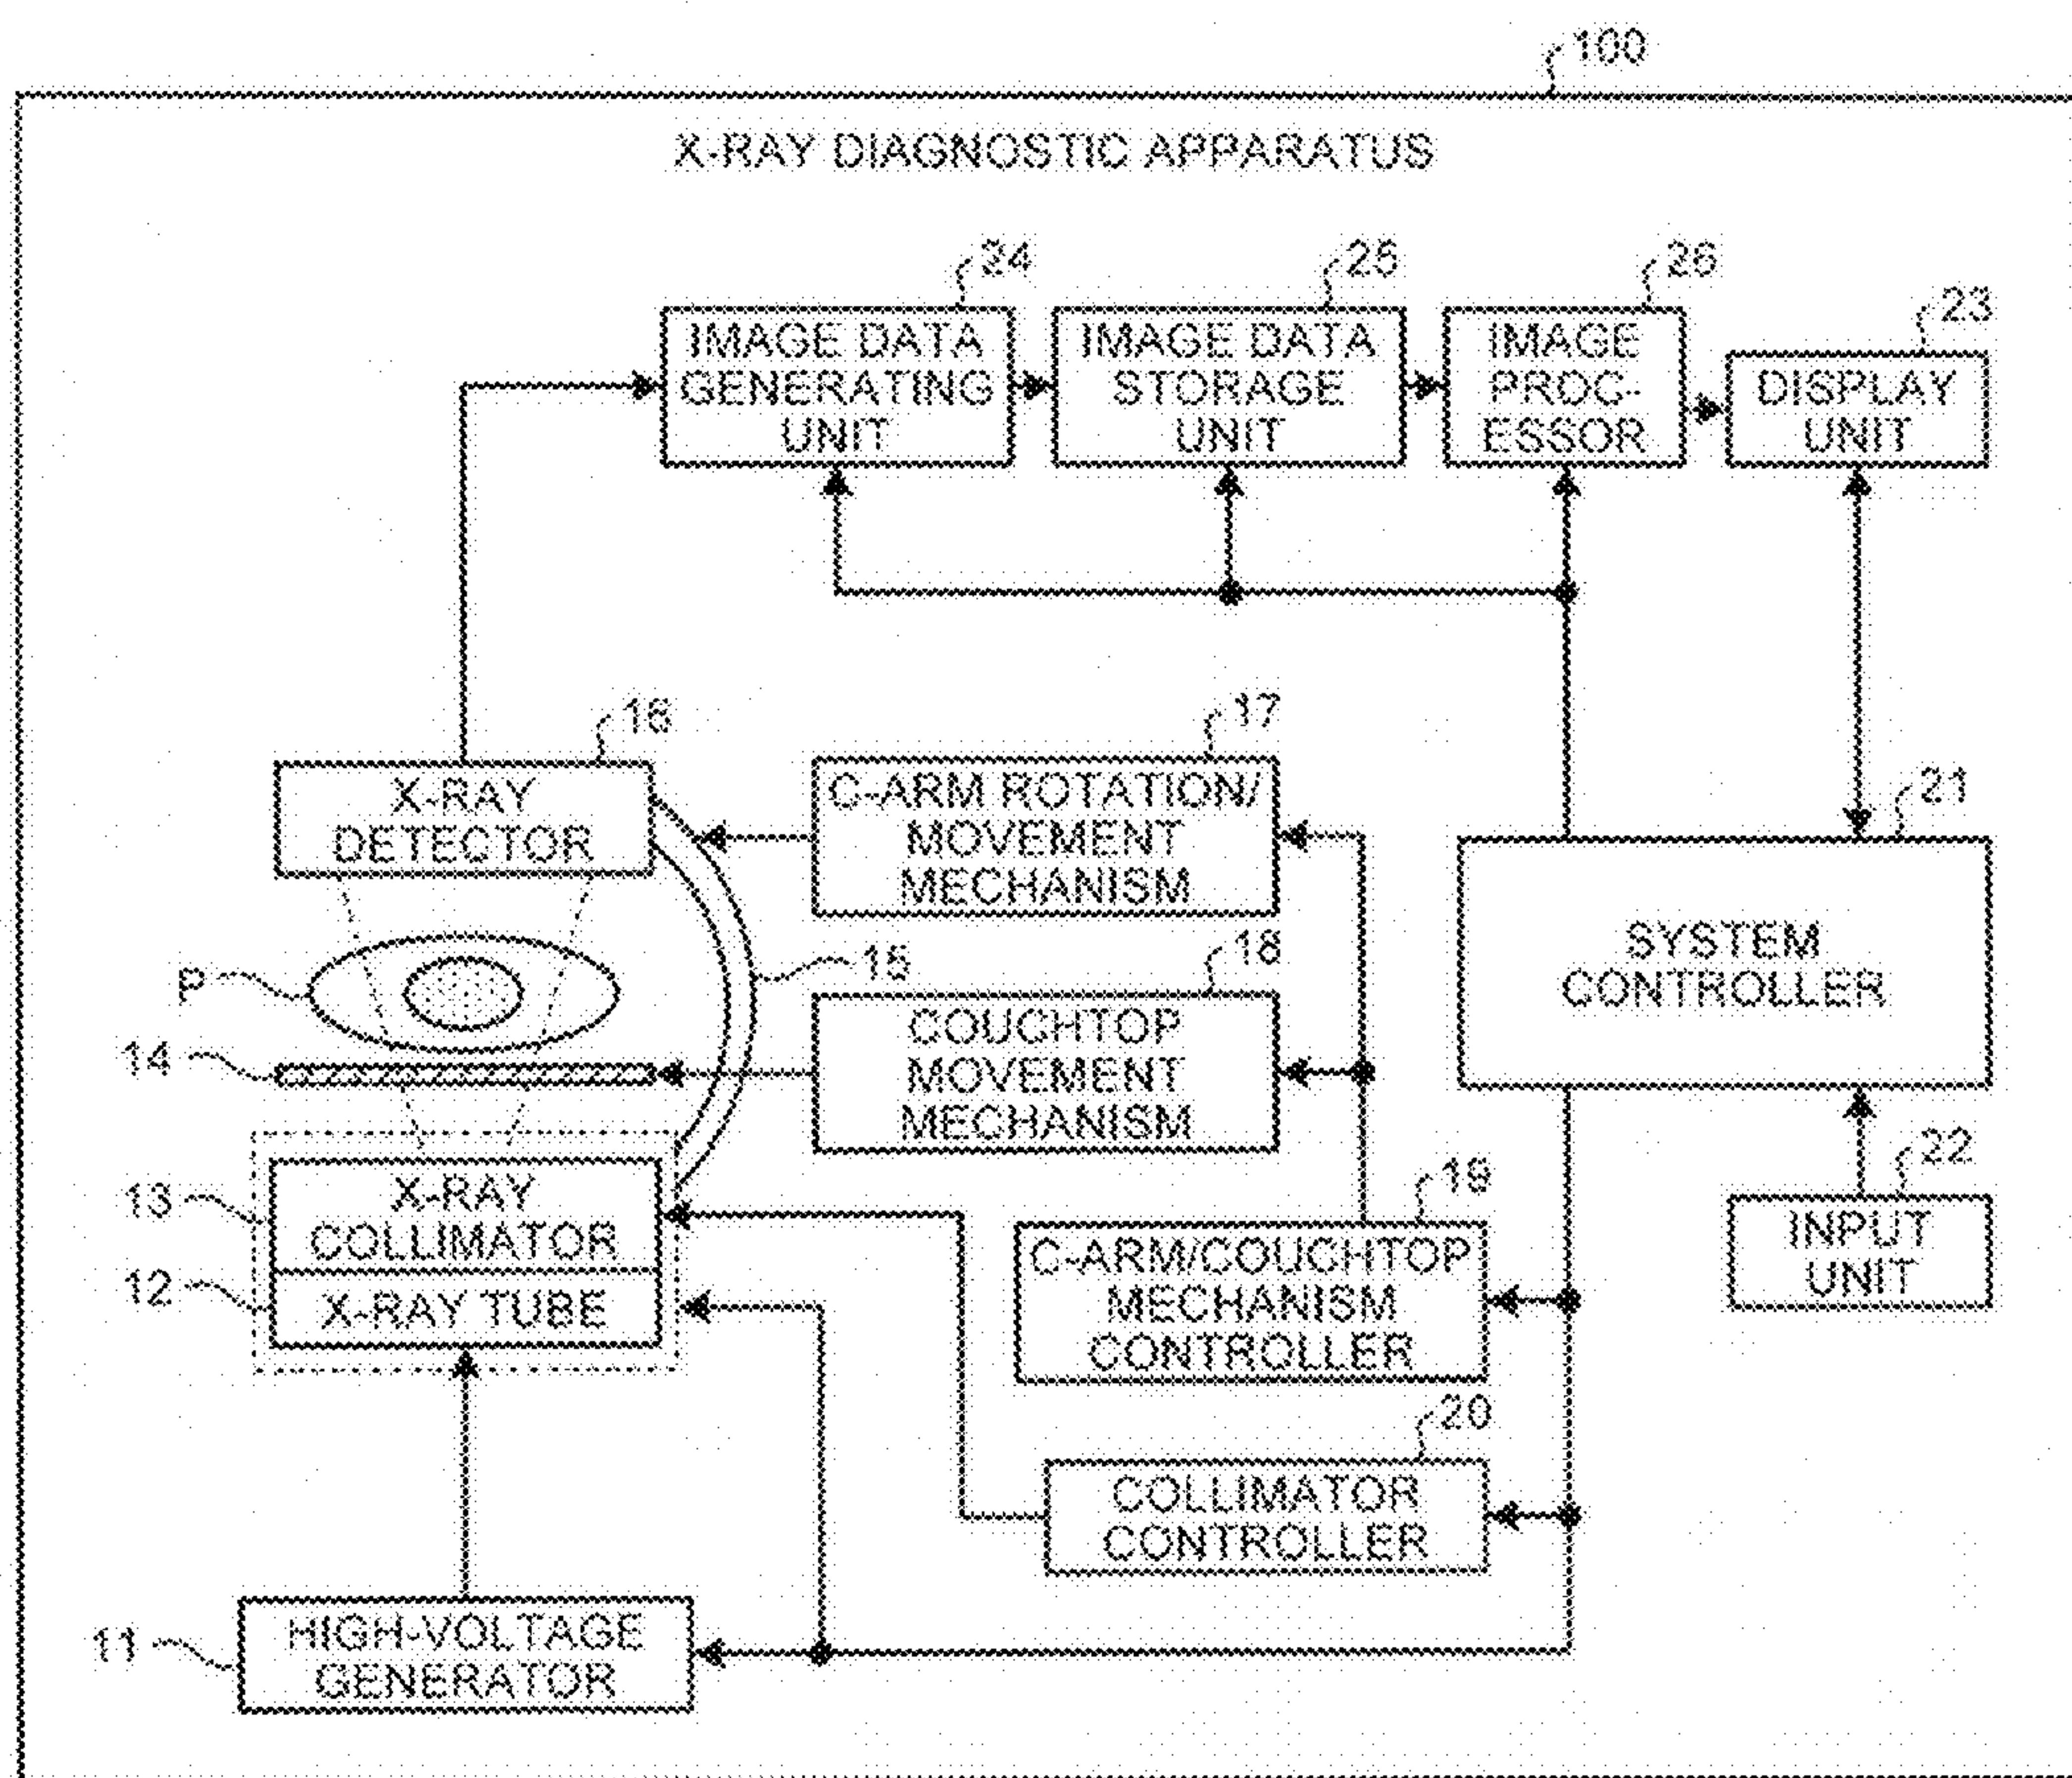 100
X-RAY DIAGNOSTIC APPARATUS
24
25
26
23
IMAGE DATA
GENERATING
UNIT
IMAGE DATA
STORAGE
UNIT
IMAGE
PROC-
ESSOR
DISPLAY
UNIT
16
17
21
X-RAY
DETECTOR
C-ARM ROTATION/
MOVEMENT
MECHANISM
SYSTEM
CONTROLLER
P
15
18
14
COUCHTOP
MOVEMENT
MECHANISM
22
INPUT
UNIT
13
X-RAY
COLLIMATOR
12
X-RAY TUBE
19
C-ARM/COUCHTOP
MECHANISM
CONTROLLER
20
COLLIMATOR
CONTROLLER
11
HIGH-VOLTAGE
GENERATOR